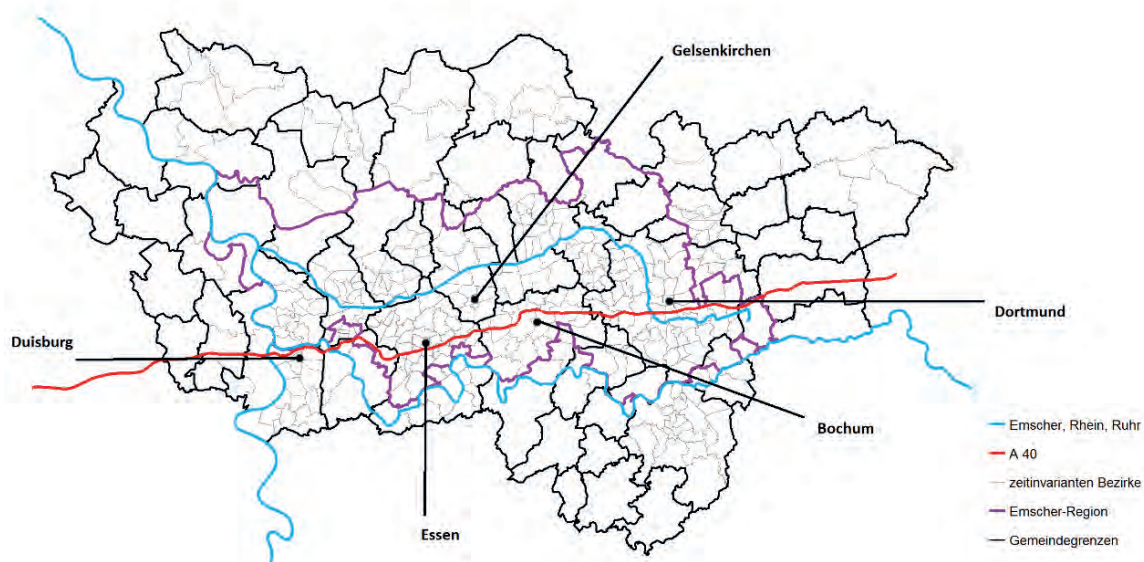 Gelsenkirchen
Dortmund
Duisburg
Bochum
Essen
Emscher, Rhein, Ruhr
A 40
zeitinvarianten Bezirke
Emscher-Region
Gemeindegrenzen